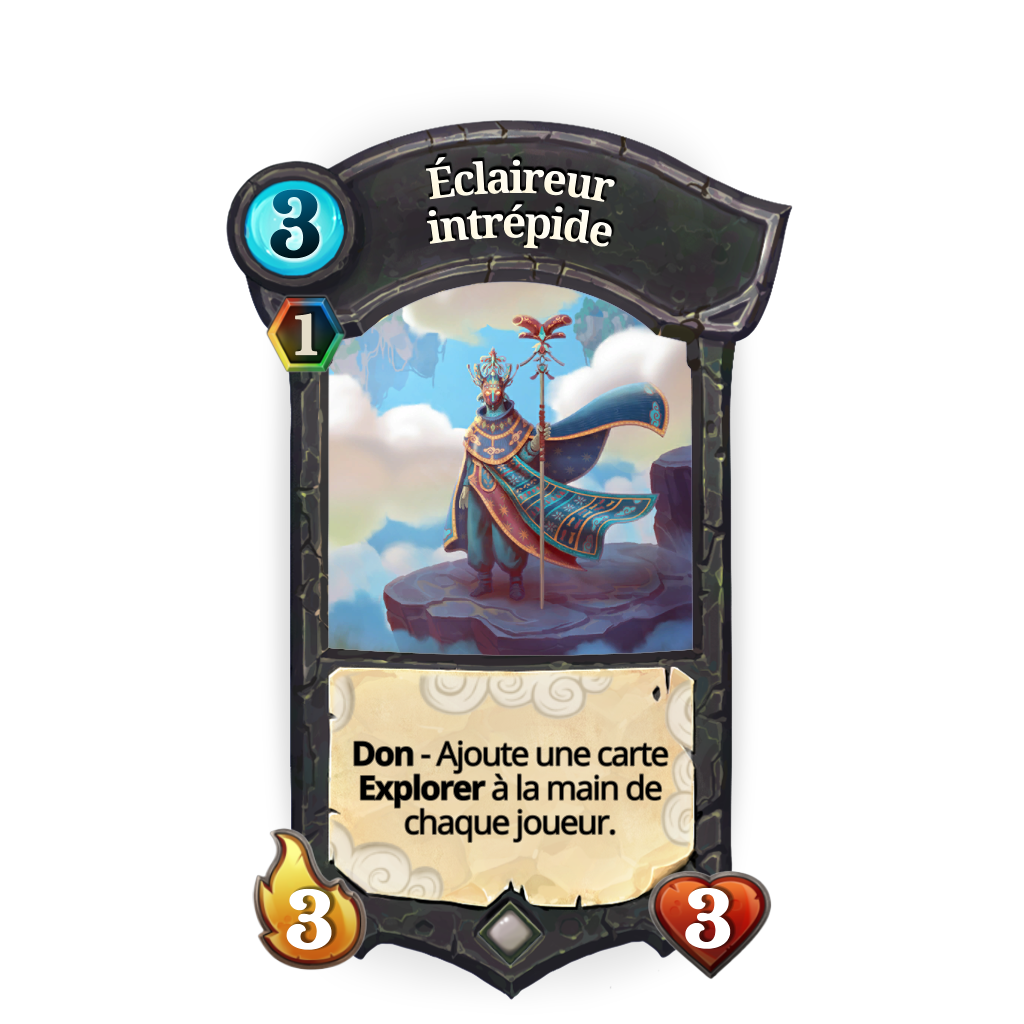 Éclaireur
intrépide
3
1
Don - Ajoute une carte
Explorer à la main de
chaque joueur.
3
3